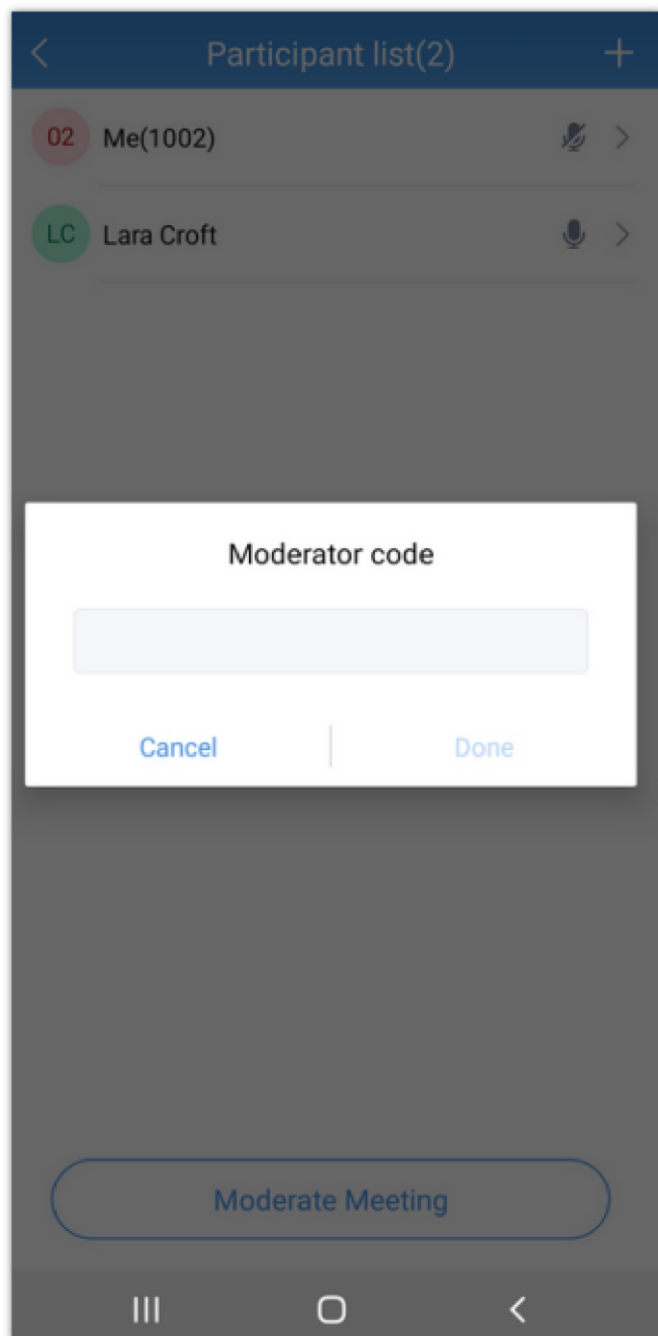 Participant list(2)
02 Me(1002)
LC Lara Croft
Moderator code
Cancel Done
Moderate Meeting